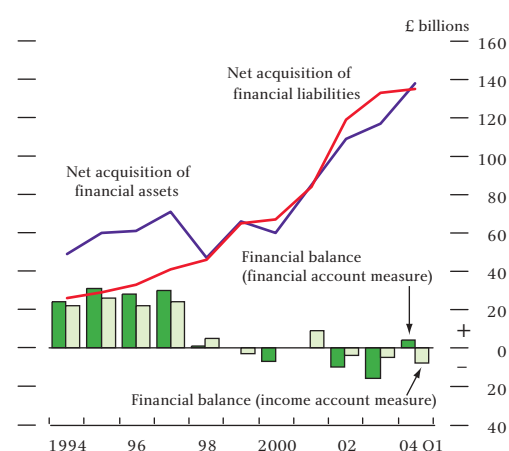 £ billions
160
Net acquisition of
financial liabilities
140
120
100
Net acquisition of
financial assets
80
60
Financial balance
(financial account measure)
40
20
+
0
–
20
Financial balance (income account measure)
40
1994 96 98 2000 02 04 Q1